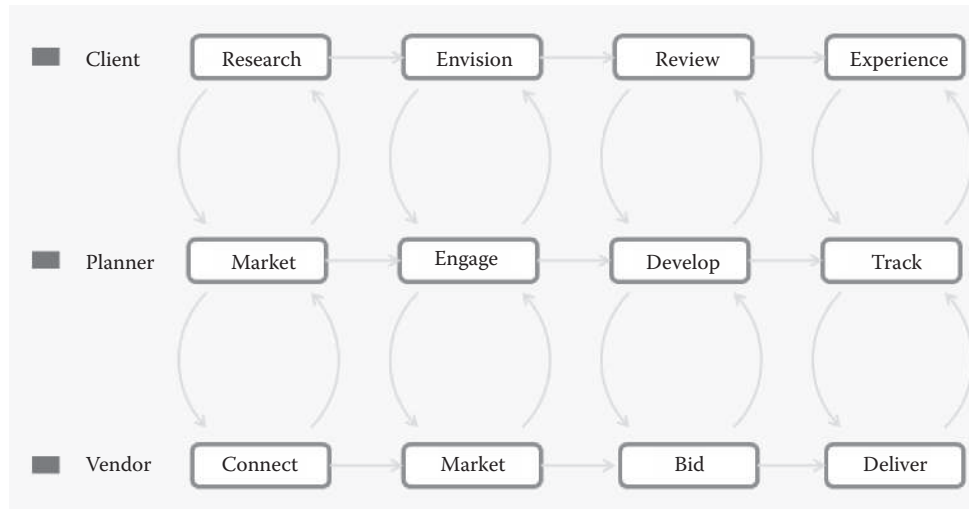 Client Research Envision Review Experience
Planner Market Engage Develop Track
Vendor Connect Market Bid Deliver